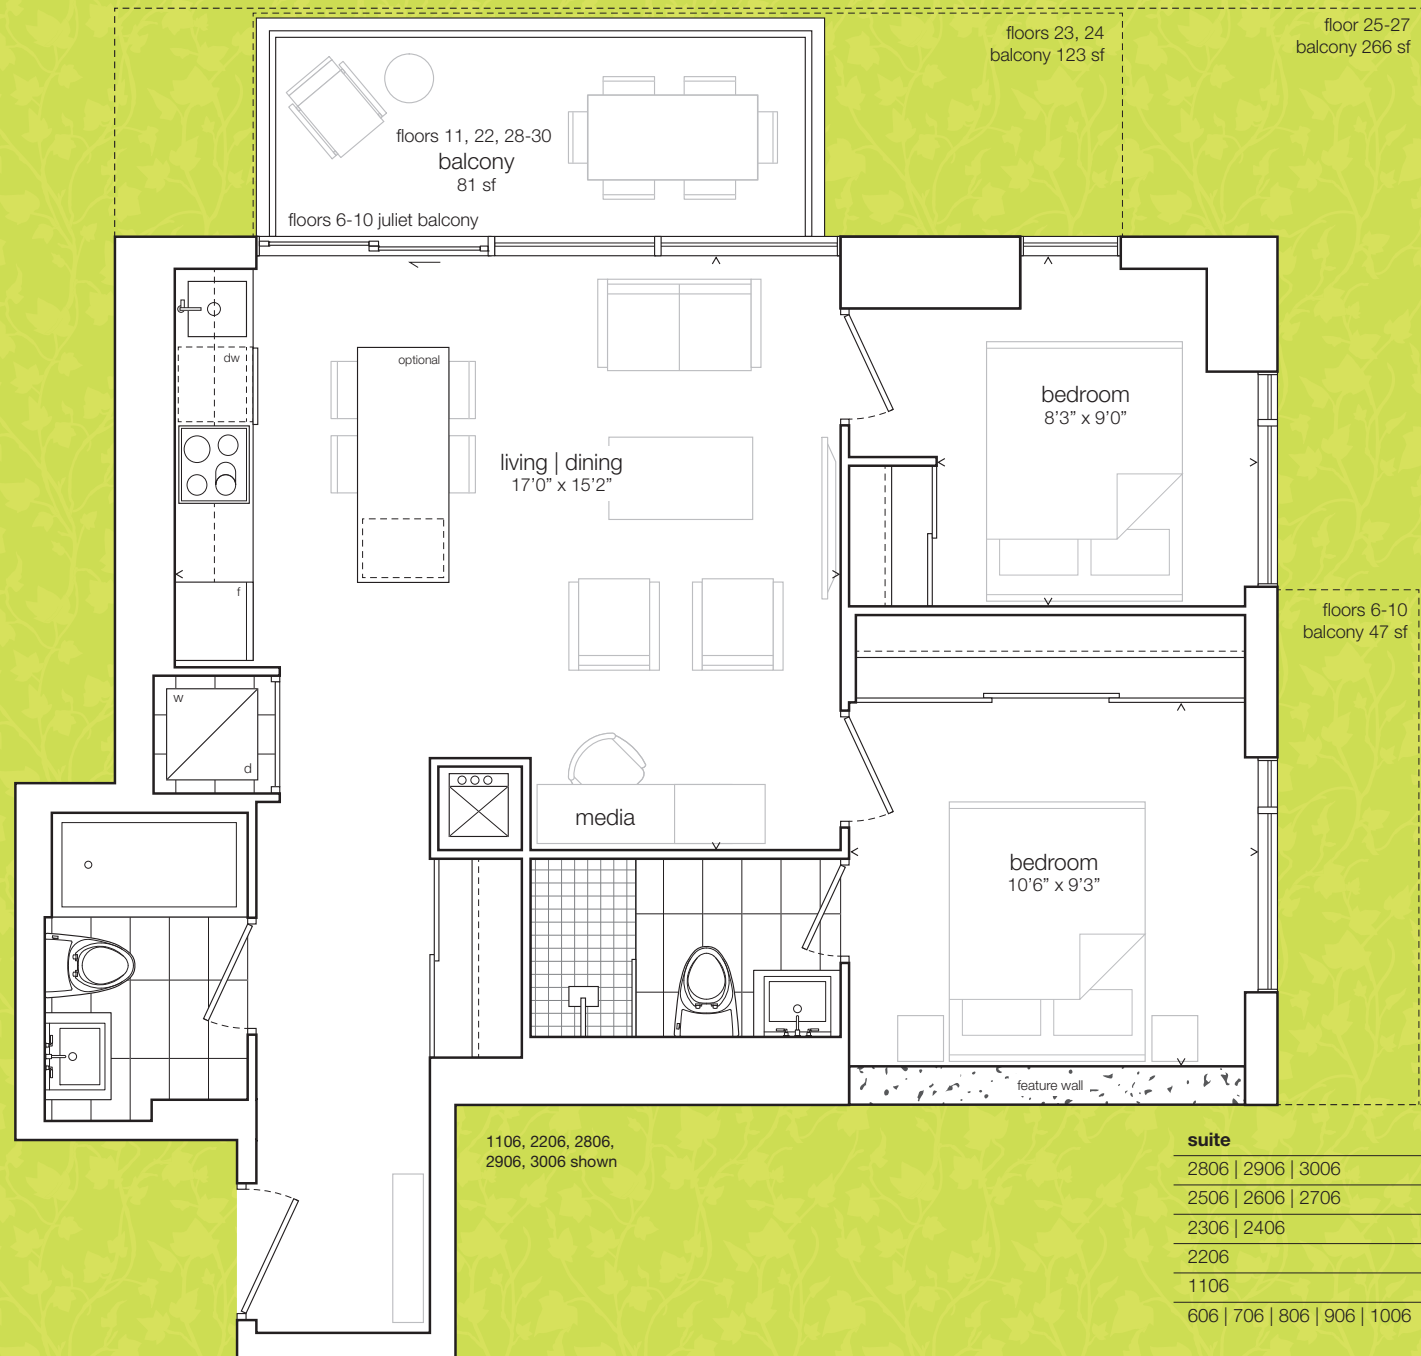 floors 23, 24
balcony 123 sf
floor 25-27
balcony 266 sf
floors 11, 22, 28-30
balcony
81 sf
floors 6-10 juliet balcony
dw
optional
f
living | dining
17’0” x 15’2”
bedroom
8’3” x 9’0”
floors 6-10
balcony 47 sf
w
d
media
bedroom
10’6” x 9’3”
feature wall
1106, 2206, 2806,
2906, 3006 shown
suite
2806 | 2906 | 3006
2506 | 2606 | 2706
2306 | 2406
2206
1106
606 | 706 | 806 | 906 | 1006